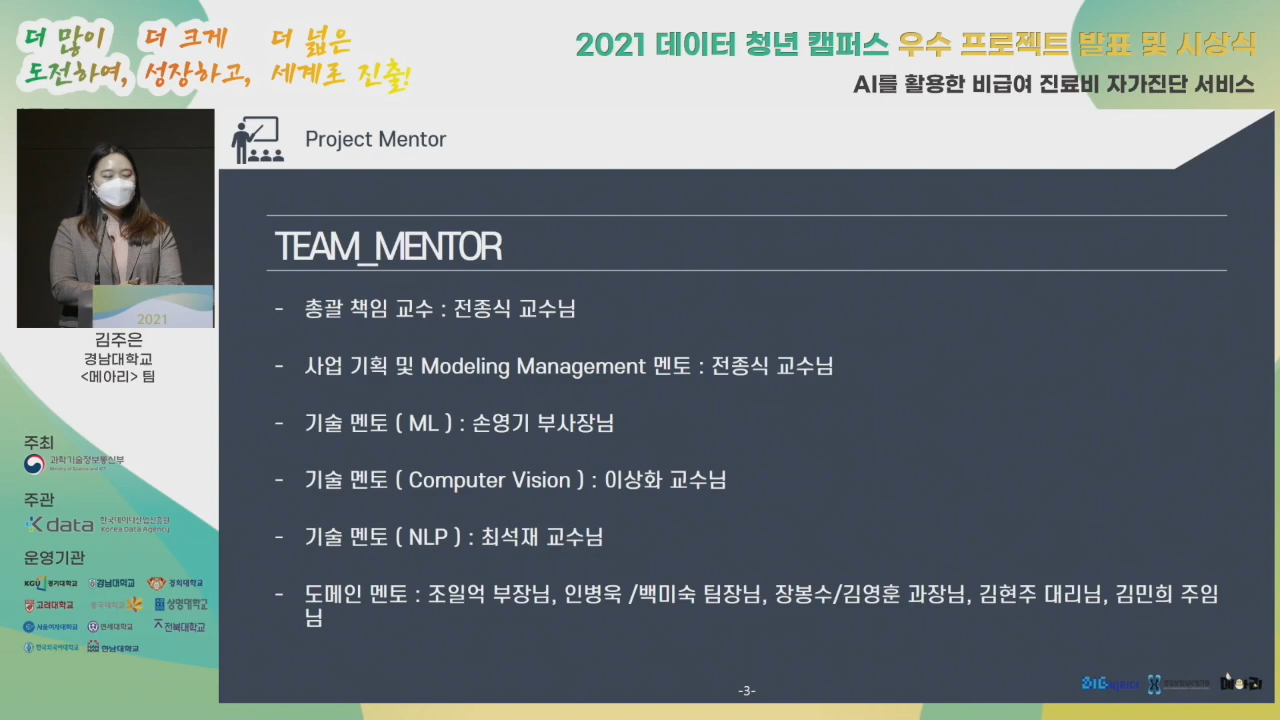 더 많이 더 크게 더 넓은
도전하여, 성장하고, 세계로 진출!
2021 데이터 청년 캠퍼스 우수 프로젝트 발표 및 시상식
AI를 활용한 비급여 진료비 자가진단 서비스
Project Mentor
TEAM_MENTOR
- 총괄 책임 교수 : 전종식 교수님
- 사업 기획 및 Modeling Management 멘토 : 전종식 교수님
- 기술 멘토 ( ML ) : 손영기 부사장님
- 기술 멘토 ( Computer Vision ) : 이상화 교수님
- 기술 멘토 ( NLP ) : 최석재 교수님
- 도메인 멘토 : 조일억 부장님, 인병욱 /백미숙 팀장님, 장봉수/김영훈 과장님, 김현주 대리님, 김민희 주임
님
-3-
메아리
2021
김주은
경남대학교
<메아리> 팀
주최
과학기술정보통신부
Ministry of Science and ICT
주관
K data 한국데이터산업진흥원
Korea Data Agency
운영기관
KGU 경기대학교 경남대학교 경희대학교
고려대학교 동국대학교 상명대학교
서울여자대학교 연세대학교 전북대학교
한국외국어대학교 한남대학교